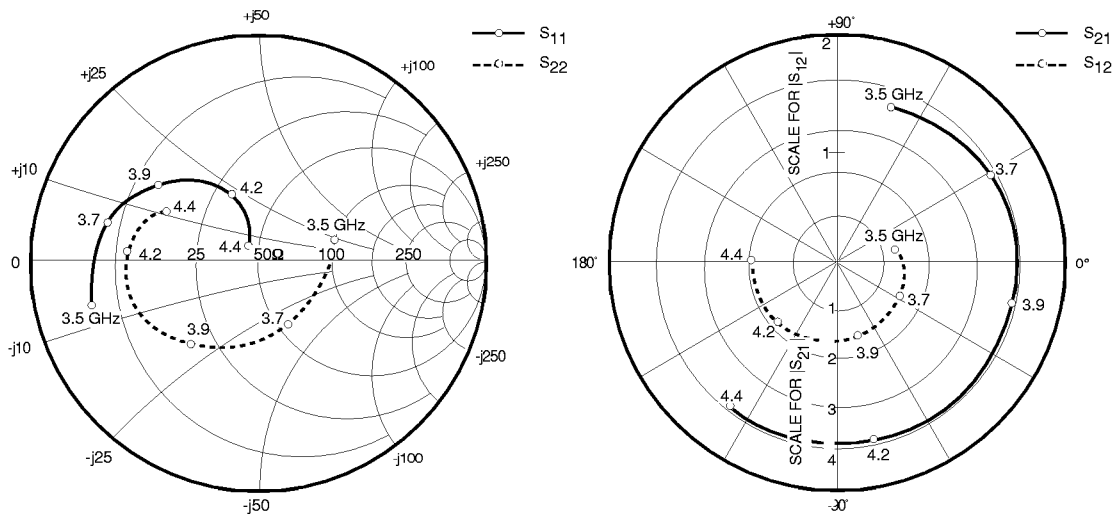 +j50
S11
S22
+j25
+j100
3.9
4.2
+j10
4.4
+j250
3.7
3.5 GHz
4.2
4.4
0
25
50Ω
100
250
3.5 GHz
3.7
3.9
-j10
-j250
-j25
-j100
-j50
+90°
S21
S12
2
SCALE FOR |S12|
3.5 GHz
1
3.7
3.5 GHz
4.4
180°
0°
3.7
1
3.9
4.2
3.9
2
SCALE FOR |S21|
4.4
3
4.2
4